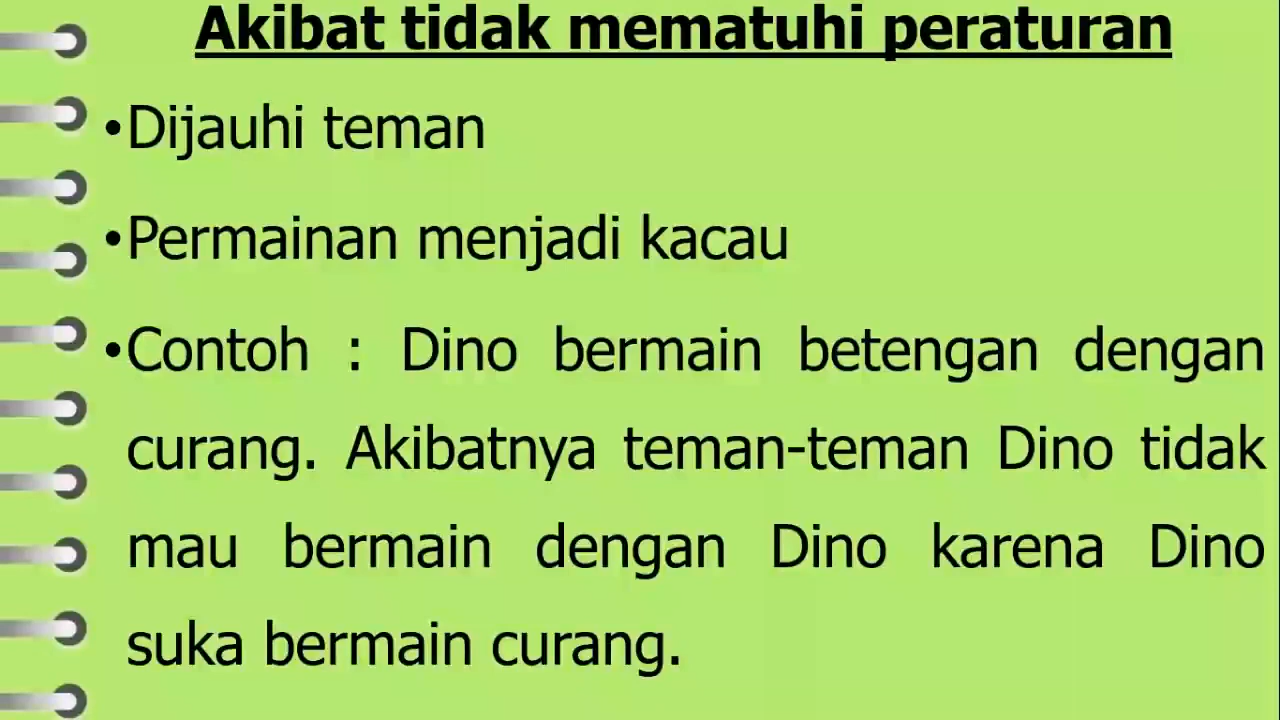 Akibat tidak mematuhi peraturan
•Dijauhi teman
•Permainan menjadi kacau
•Contoh : Dino bermain betengan dengan
curang. Akibatnya teman-teman Dino tidak
mau bermain dengan Dino karena Dino
suka bermain curang.